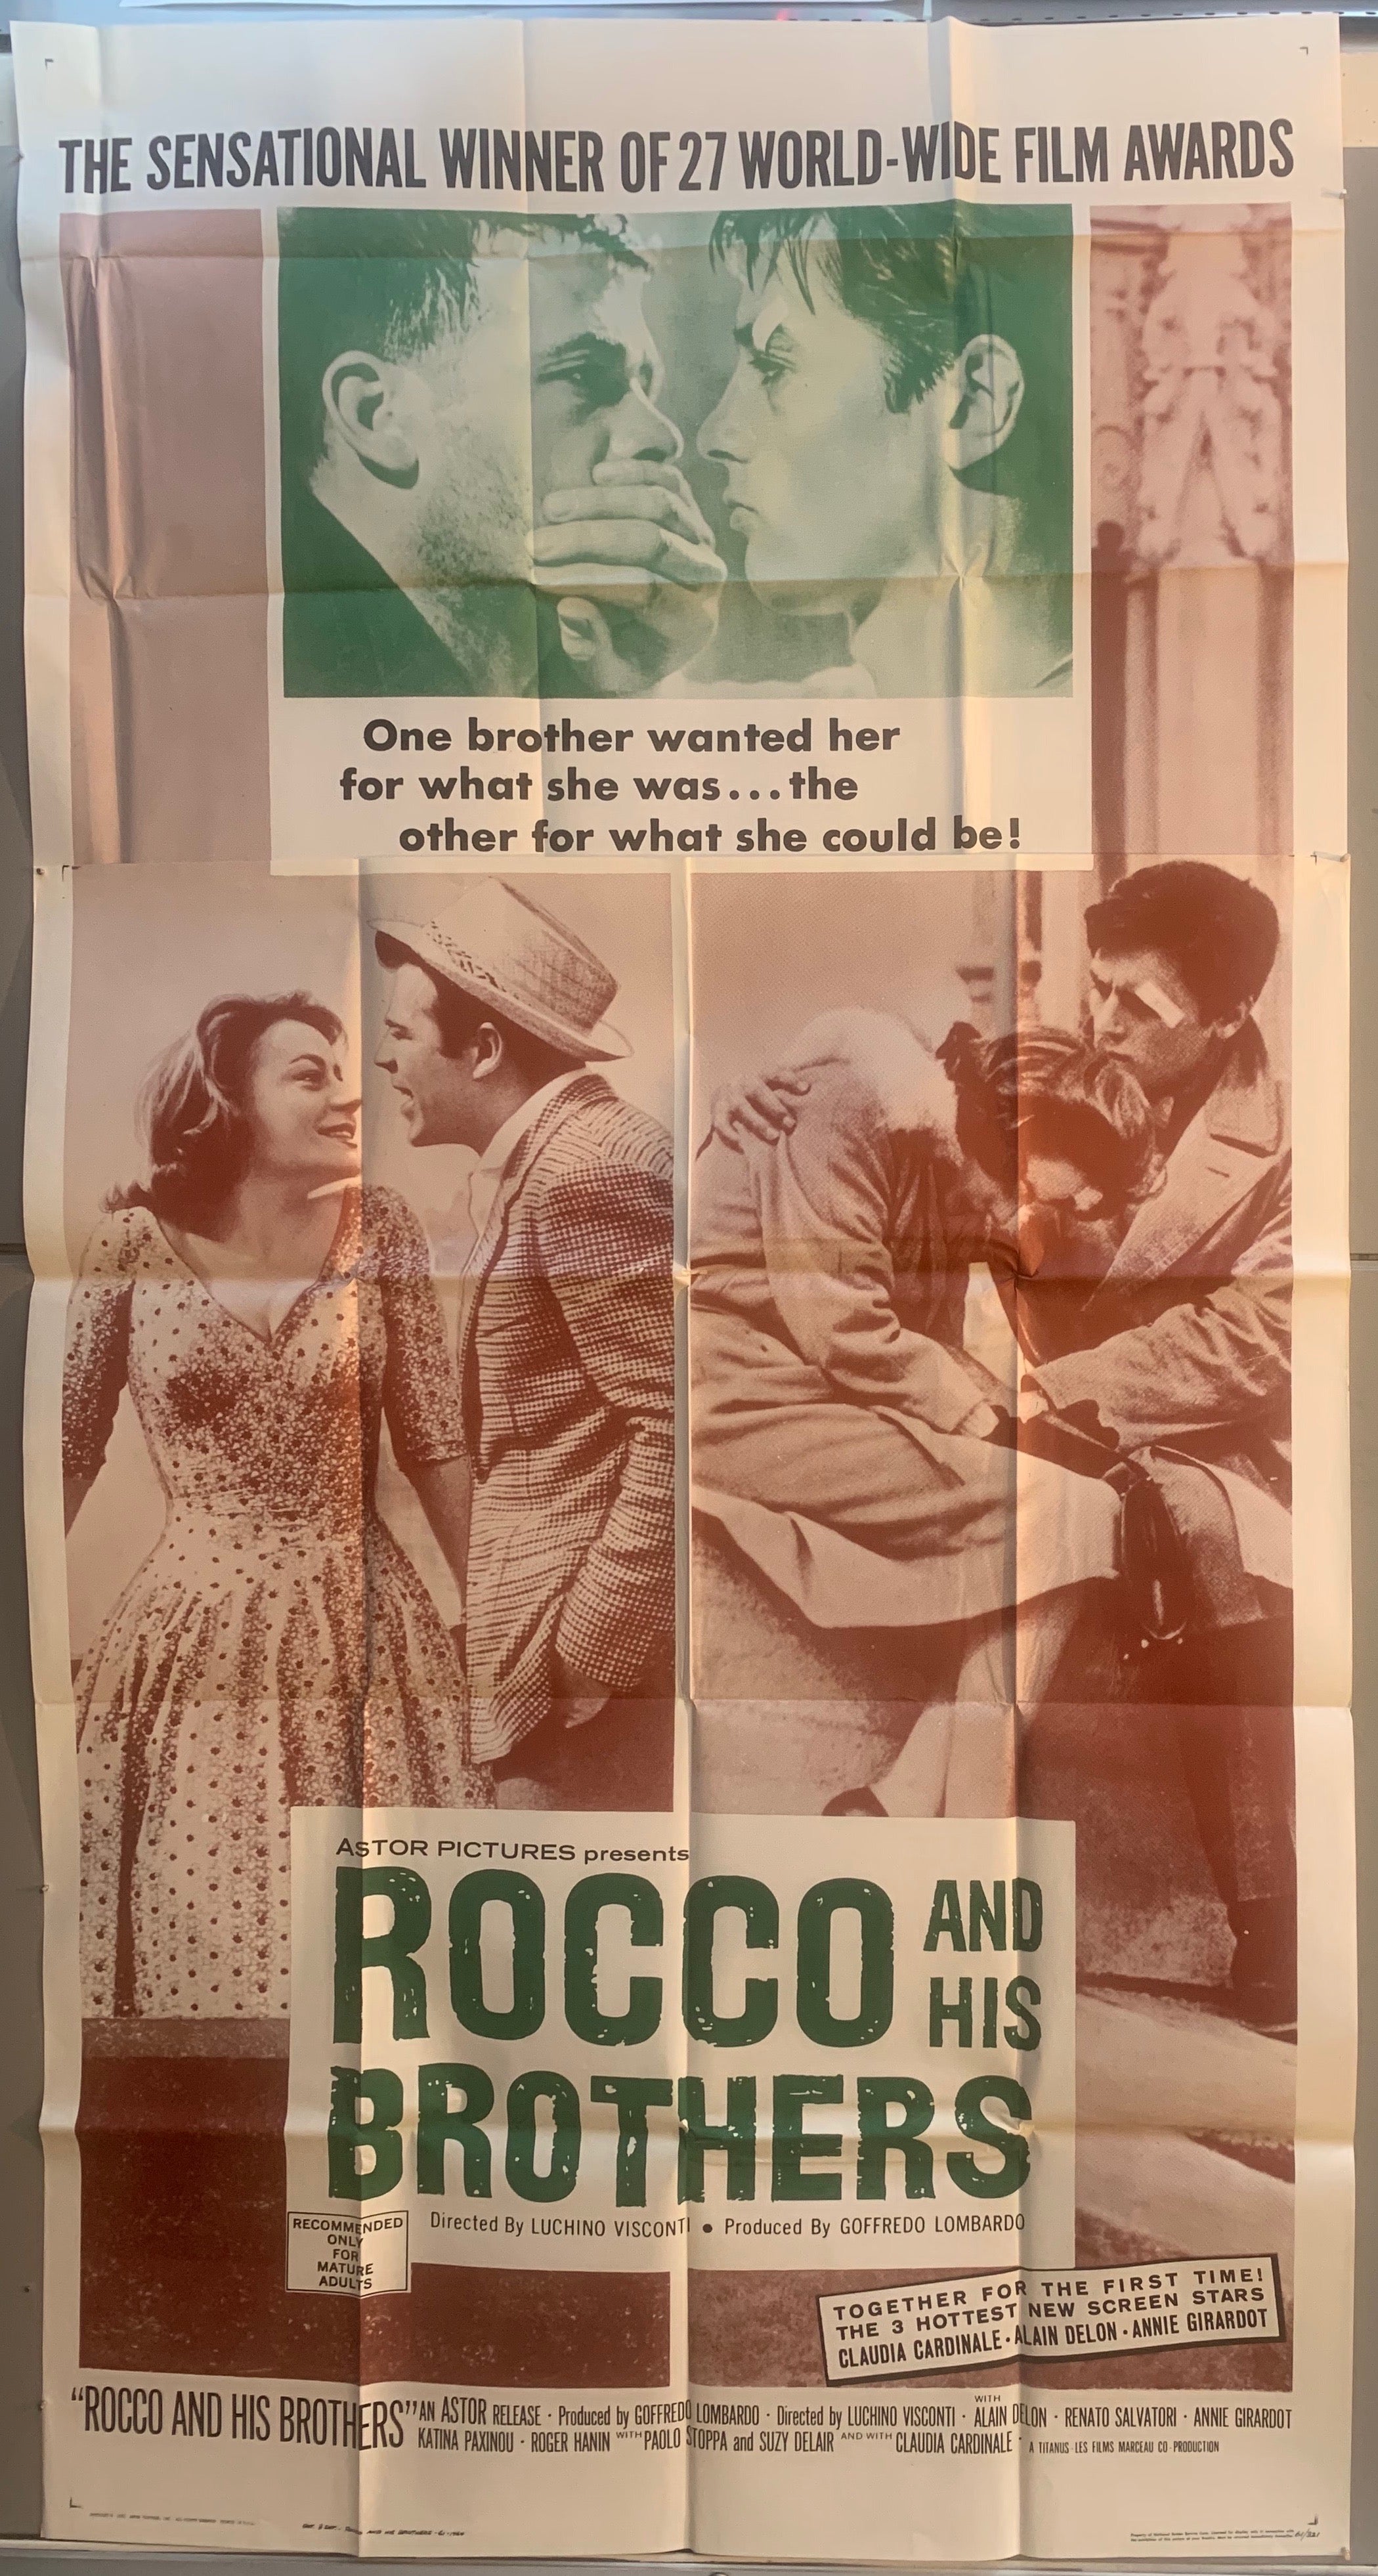 THE SENSATIONAL WINNER OF 27 WORLD-WIDE FILM AWARDS
One brother wanted her
for what she was...the
other for what she could be!
ASTOR PICTURES presents
ROCCO AND HIS
BROTHERS
Directed By LUCHINO VISCONTI • Produced By GOFFREDO LOMBARDO
RECOMMENDED
ONLY
FOR
MATURE
ADULTS
TOGETHER FOR THE FIRST TIME!
THE 3 HOTTEST NEW SCREEN STARS
CLAUDIA CARDINALE · ALAIN DELON · ANNIE GIRARDOT
"ROCCO AND HIS BROTHERS" AN ASTOR RELEASE · Produced by GOFFREDO LOMBARDO · Directed by LUCHINO VISCONTI · WITH ALAIN DELON · RENATO SALVATORI · ANNIE GIRARDOT
KATINA PAXINOU · ROGER HANIN WITH PAOLO STOPPA and SUZY DELAIR AND WITH CLAUDIA CARDINALE · A TITANUS-LES FILMS MARCEAU CO-PRODUCTION